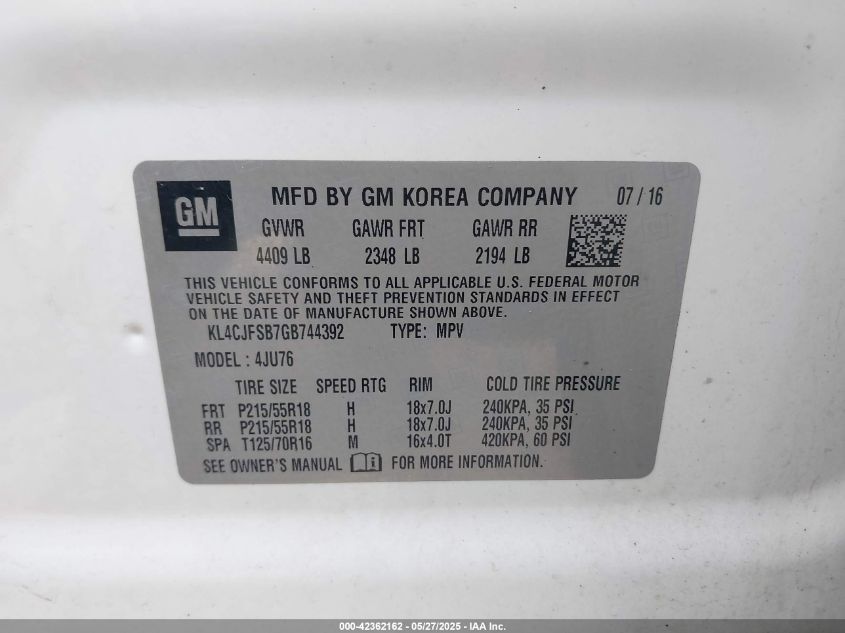 GM
MFD BY GM KOREA COMPANY 07 / 16
GVWR GAWR FRT GAWR RR
4409 LB 2348 LB 2194 LB
THIS VEHICLE CONFORMS TO ALL APPLICABLE U.S. FEDERAL MOTOR
VEHICLE SAFETY AND THEFT PREVENTION STANDARDS IN EFFECT
ON THE DATE OF MANUFACTURE SHOWN ABOVE.
KL4CJFSB7GB744392 TYPE: MPV
MODEL : 4JU76
TIRE SIZE SPEED RTG RIM COLD TIRE PRESSURE
FRT P215/55R18 H 18x7.0J 240KPA, 35 PSI
RR P215/55R18 H 18x7.0J 240KPA, 35 PSI
SPA T125/70R16 M 16x4.0T 420KPA, 60 PSI
SEE OWNER'S MANUAL FOR MORE INFORMATION.
000-42362162 - 05/27/2025 - IAA Inc.